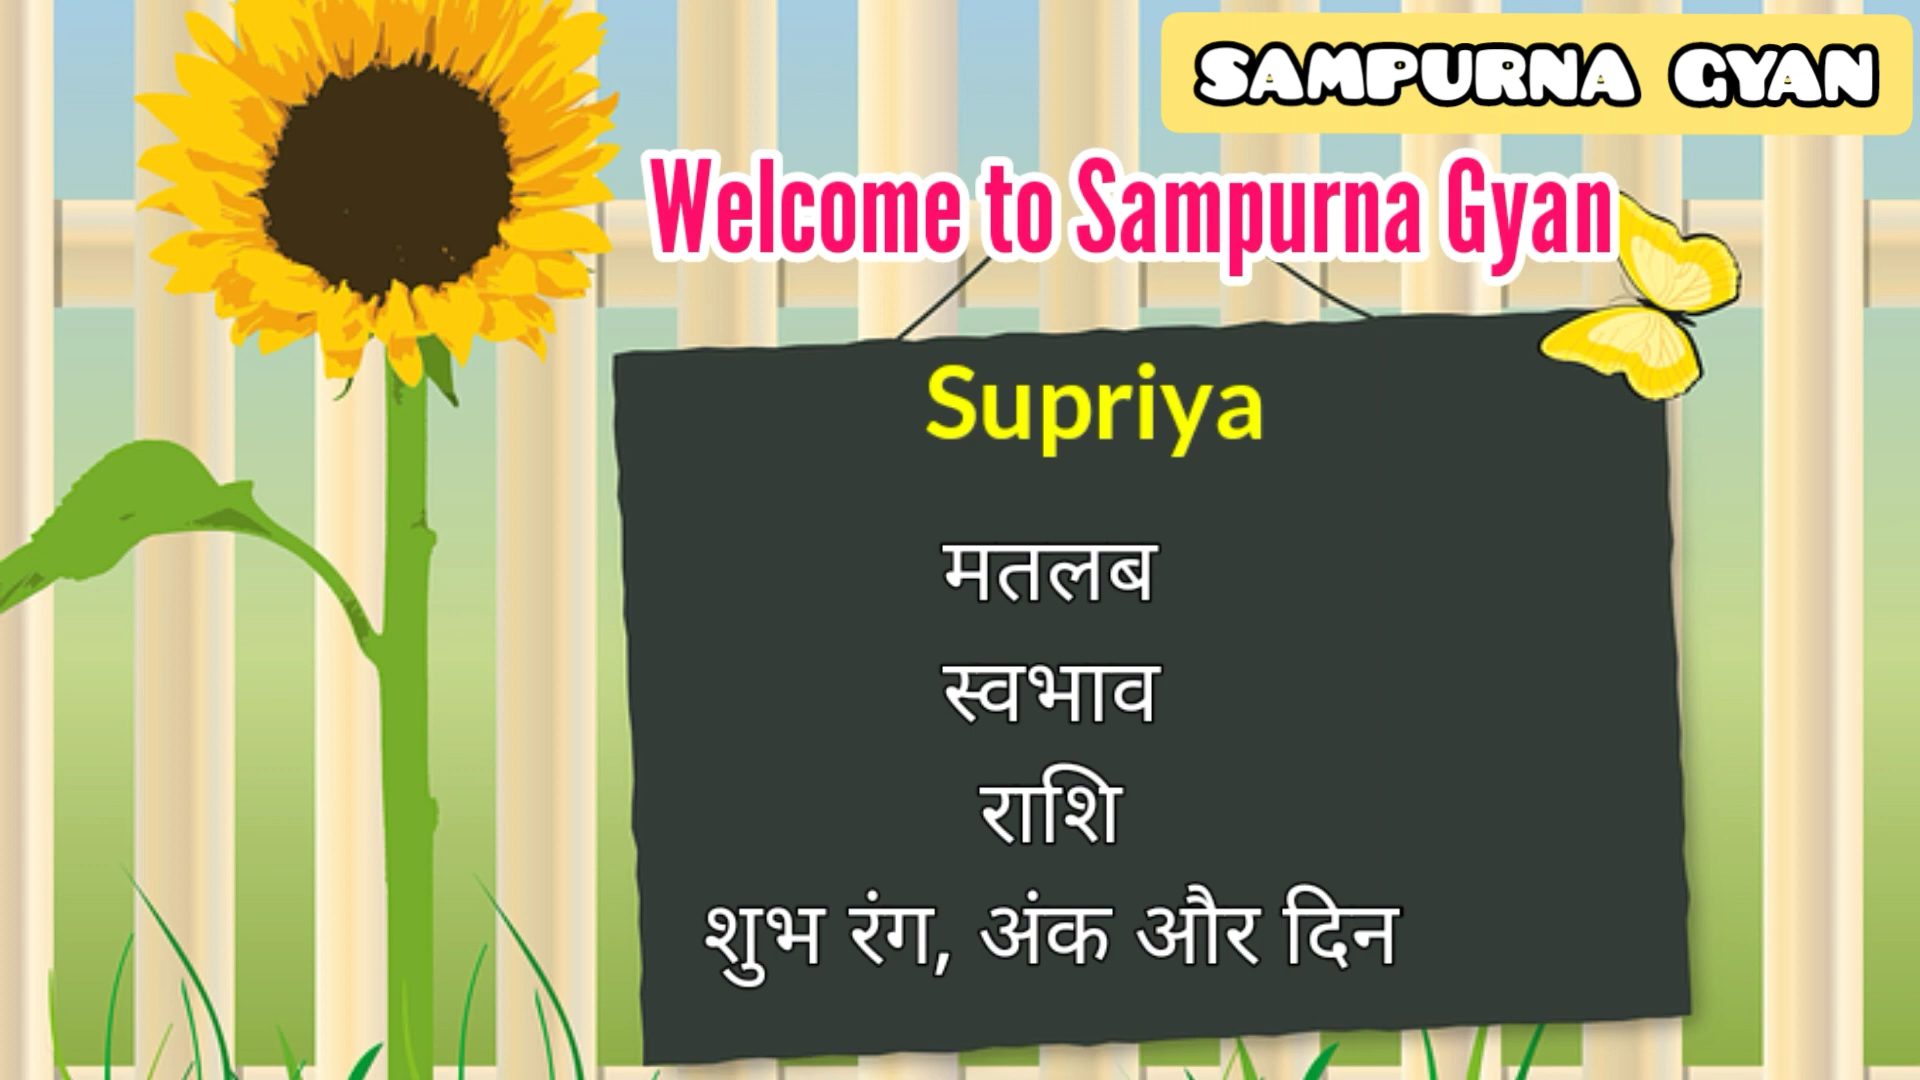 SAMPURNA GYAN
Welcome to Sampurna Gyan
Supriya
मतलब
स्वभाव
राशि
शुभ रंग, अंक और दिन